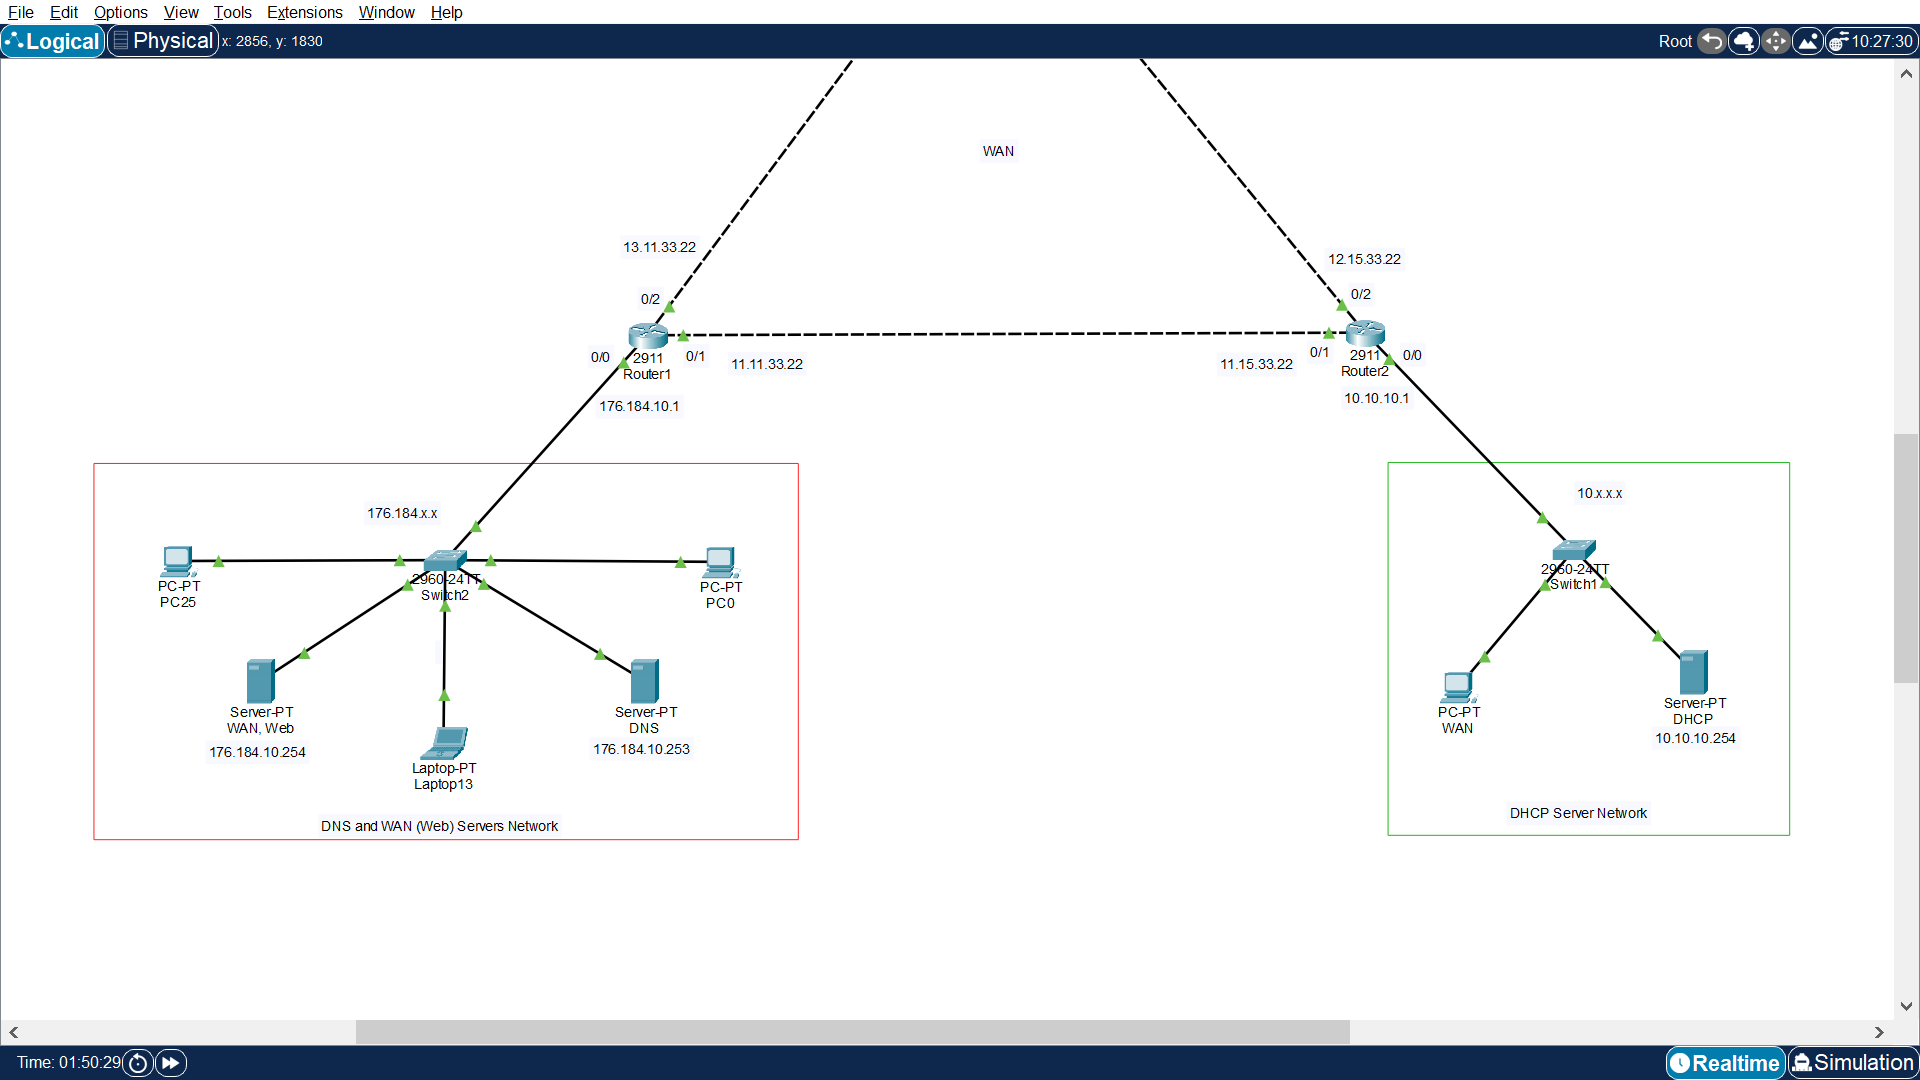 File Edit Options View Tools Extensions Window Help
Logical Physical x: 2856, y: 1830
Root 10:27:30
WAN
13.11.33.22
12.15.33.22
0/2
0/2
0/0
2911
Router1
0/1
11.11.33.22
176.184.10.1
11.15.33.22
0/1
2911
Router2
0/0
10.10.10.1
176.184.x.x
PC-PT
PC25
2960-24TT
Switch2
PC-PT
PC0
Server-PT
WAN, Web
176.184.10.254
Laptop-PT
Laptop13
Server-PT
DNS
176.184.10.253
DNS and WAN (Web) Servers Network
10.x.x.x
2960-24TT
Switch1
PC-PT
WAN
Server-PT
DHCP
10.10.10.254
DHCP Server Network
Time: 01:50:29
Realtime Simulation